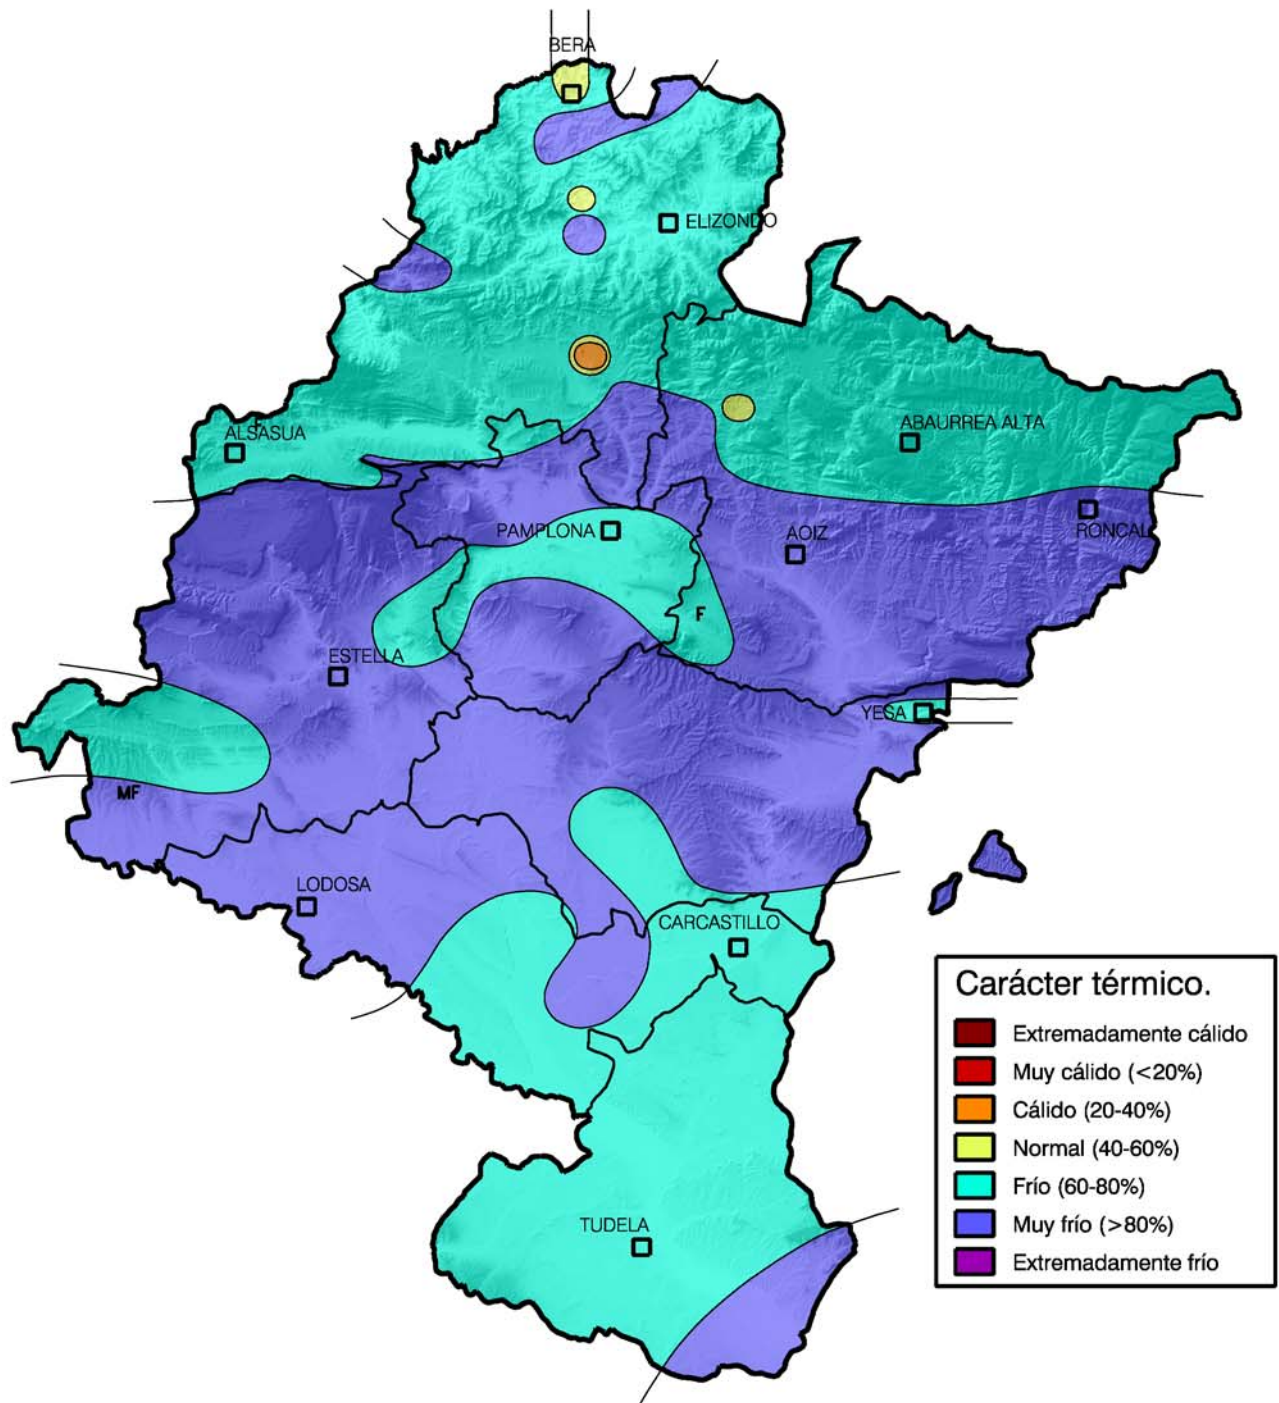 BERA
ELIZONDO
F
ALSASUA
ABAURREA ALTA
PAMPLONA
AOIZ
RONCAL
F
ESTELLA
YESA
MF
LODOSA
CARCASTILLO
TUDELA
Carácter térmico.
Extremadamente cálido
Muy cálido (<20%)
Cálido (20-40%)
Normal (40-60%)
Frío (60-80%)
Muy frío (>80%)
Extremadamente frío